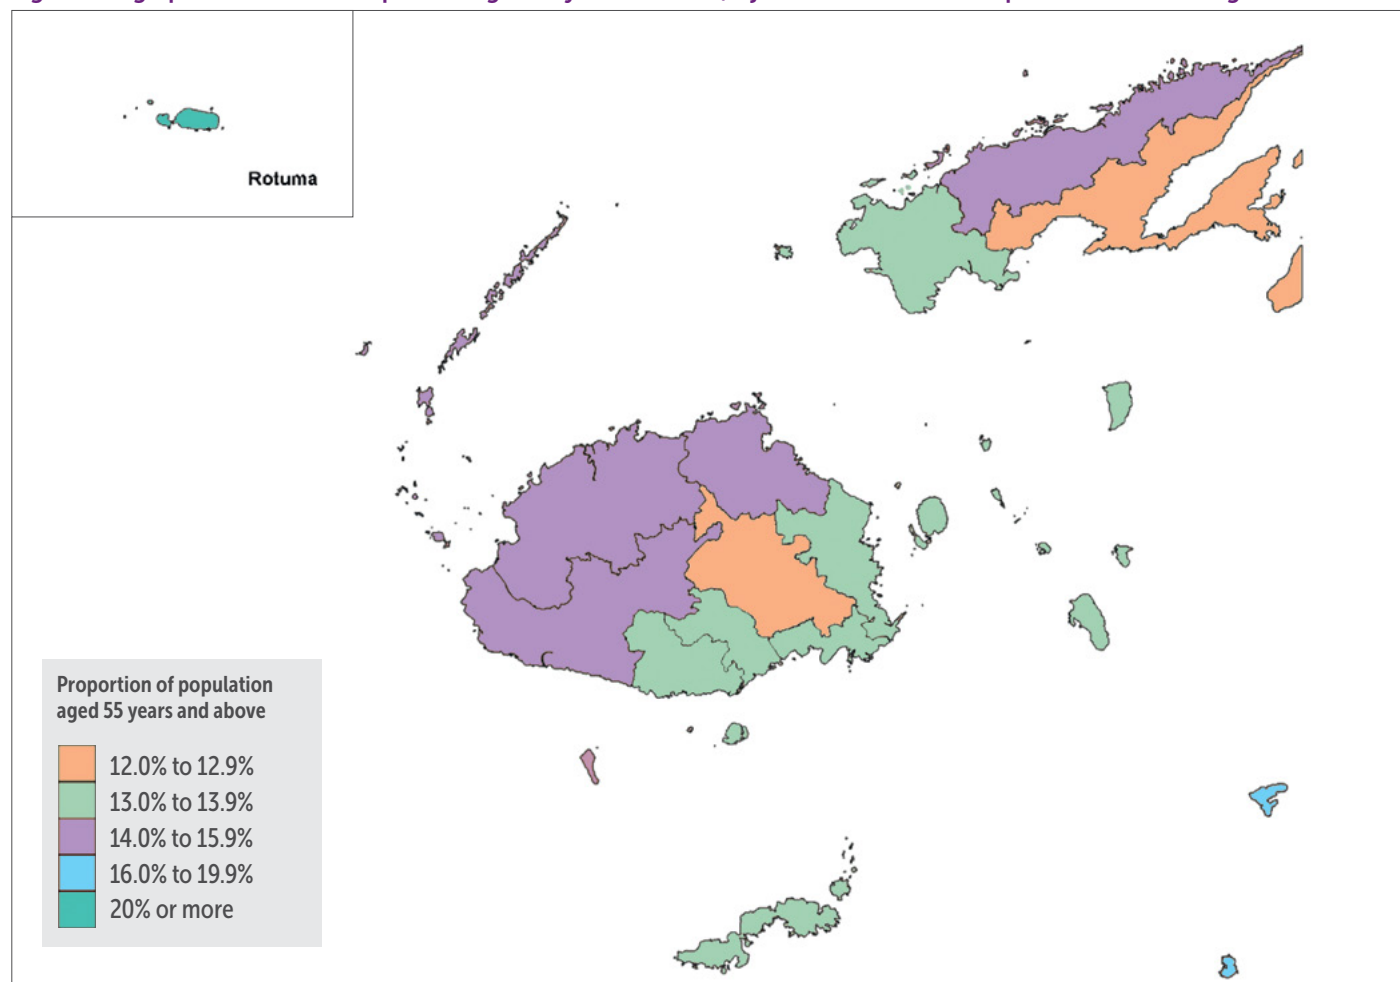 Rotuma
Proportion of population
aged 55 years and above
12.0% to 12.9%
13.0% to 13.9%
14.0% to 15.9%
16.0% to 19.9%
20% or more